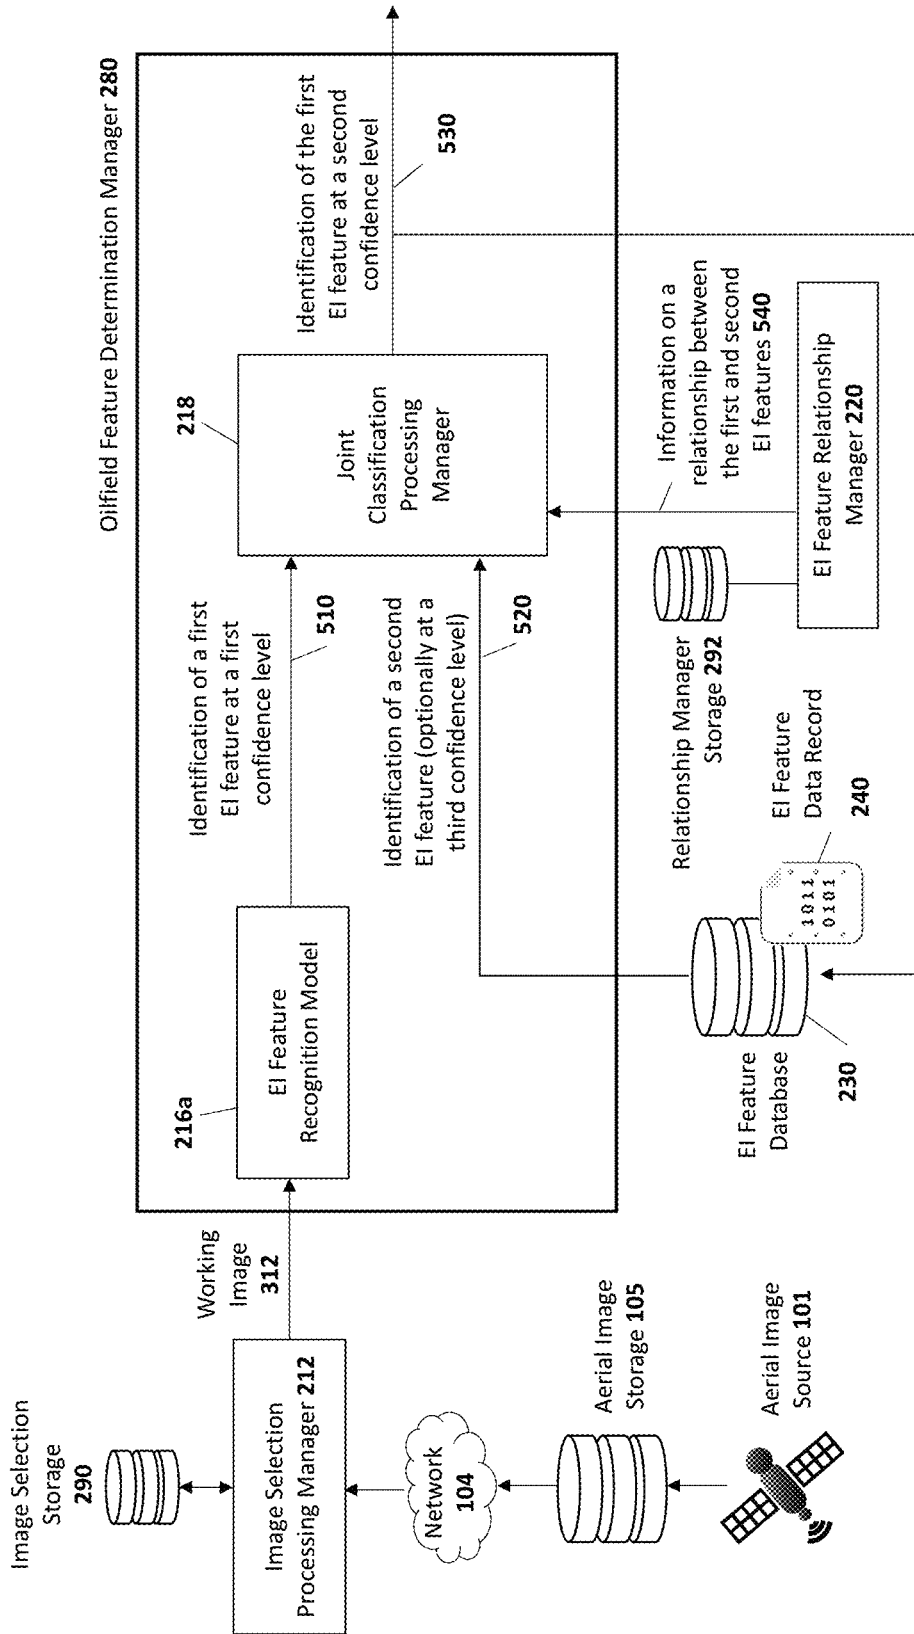 Oilfield Feature Determination Manager 280
Image Selection
Storage
290
Image Selection
Processing Manager 212
Network
104
Aerial Image
Storage 105
Aerial Image
Source 101
Working
Image
312
216a
EI Feature
Recognition Model
Identification of a first
EI feature at a first
confidence level
510
Identification of a second
EI feature (optionally at a
third confidence level)
520
218
Joint
Classification
Processing
Manager
Identification of the first
EI feature at a second
confidence level
530
EI Feature
Database
230
1011
0101
EI Feature
Data Record
240
Relationship Manager
Storage 292
Information on a
relationship between
the first and second
EI features 540
EI Feature Relationship
Manager 220